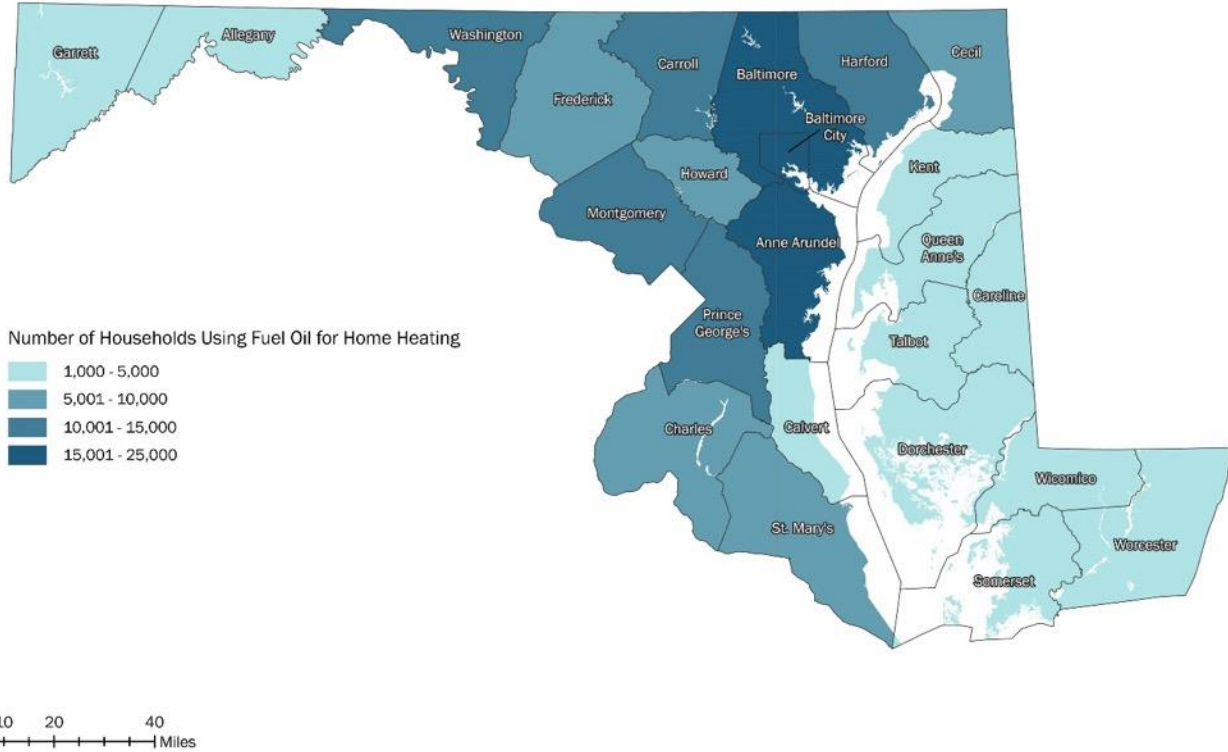 Garrett
Allegany
Washington
Frederick
Carroll
Baltimore
Harford
Cecil
Baltimore
City
Howard
Kent
Montgomery
Anne Arundel
Queen
Anne's
Caroline
Prince
George's
Talbot
Charles
Calvert
Dorchester
Wicomico
St. Mary's
Worcester
Somerset
Number of Households Using Fuel Oil for Home Heating
1,000 - 5,000
5,001 - 10,000
10,001 - 15,000
15,001 - 25,000
10 20 40
Miles